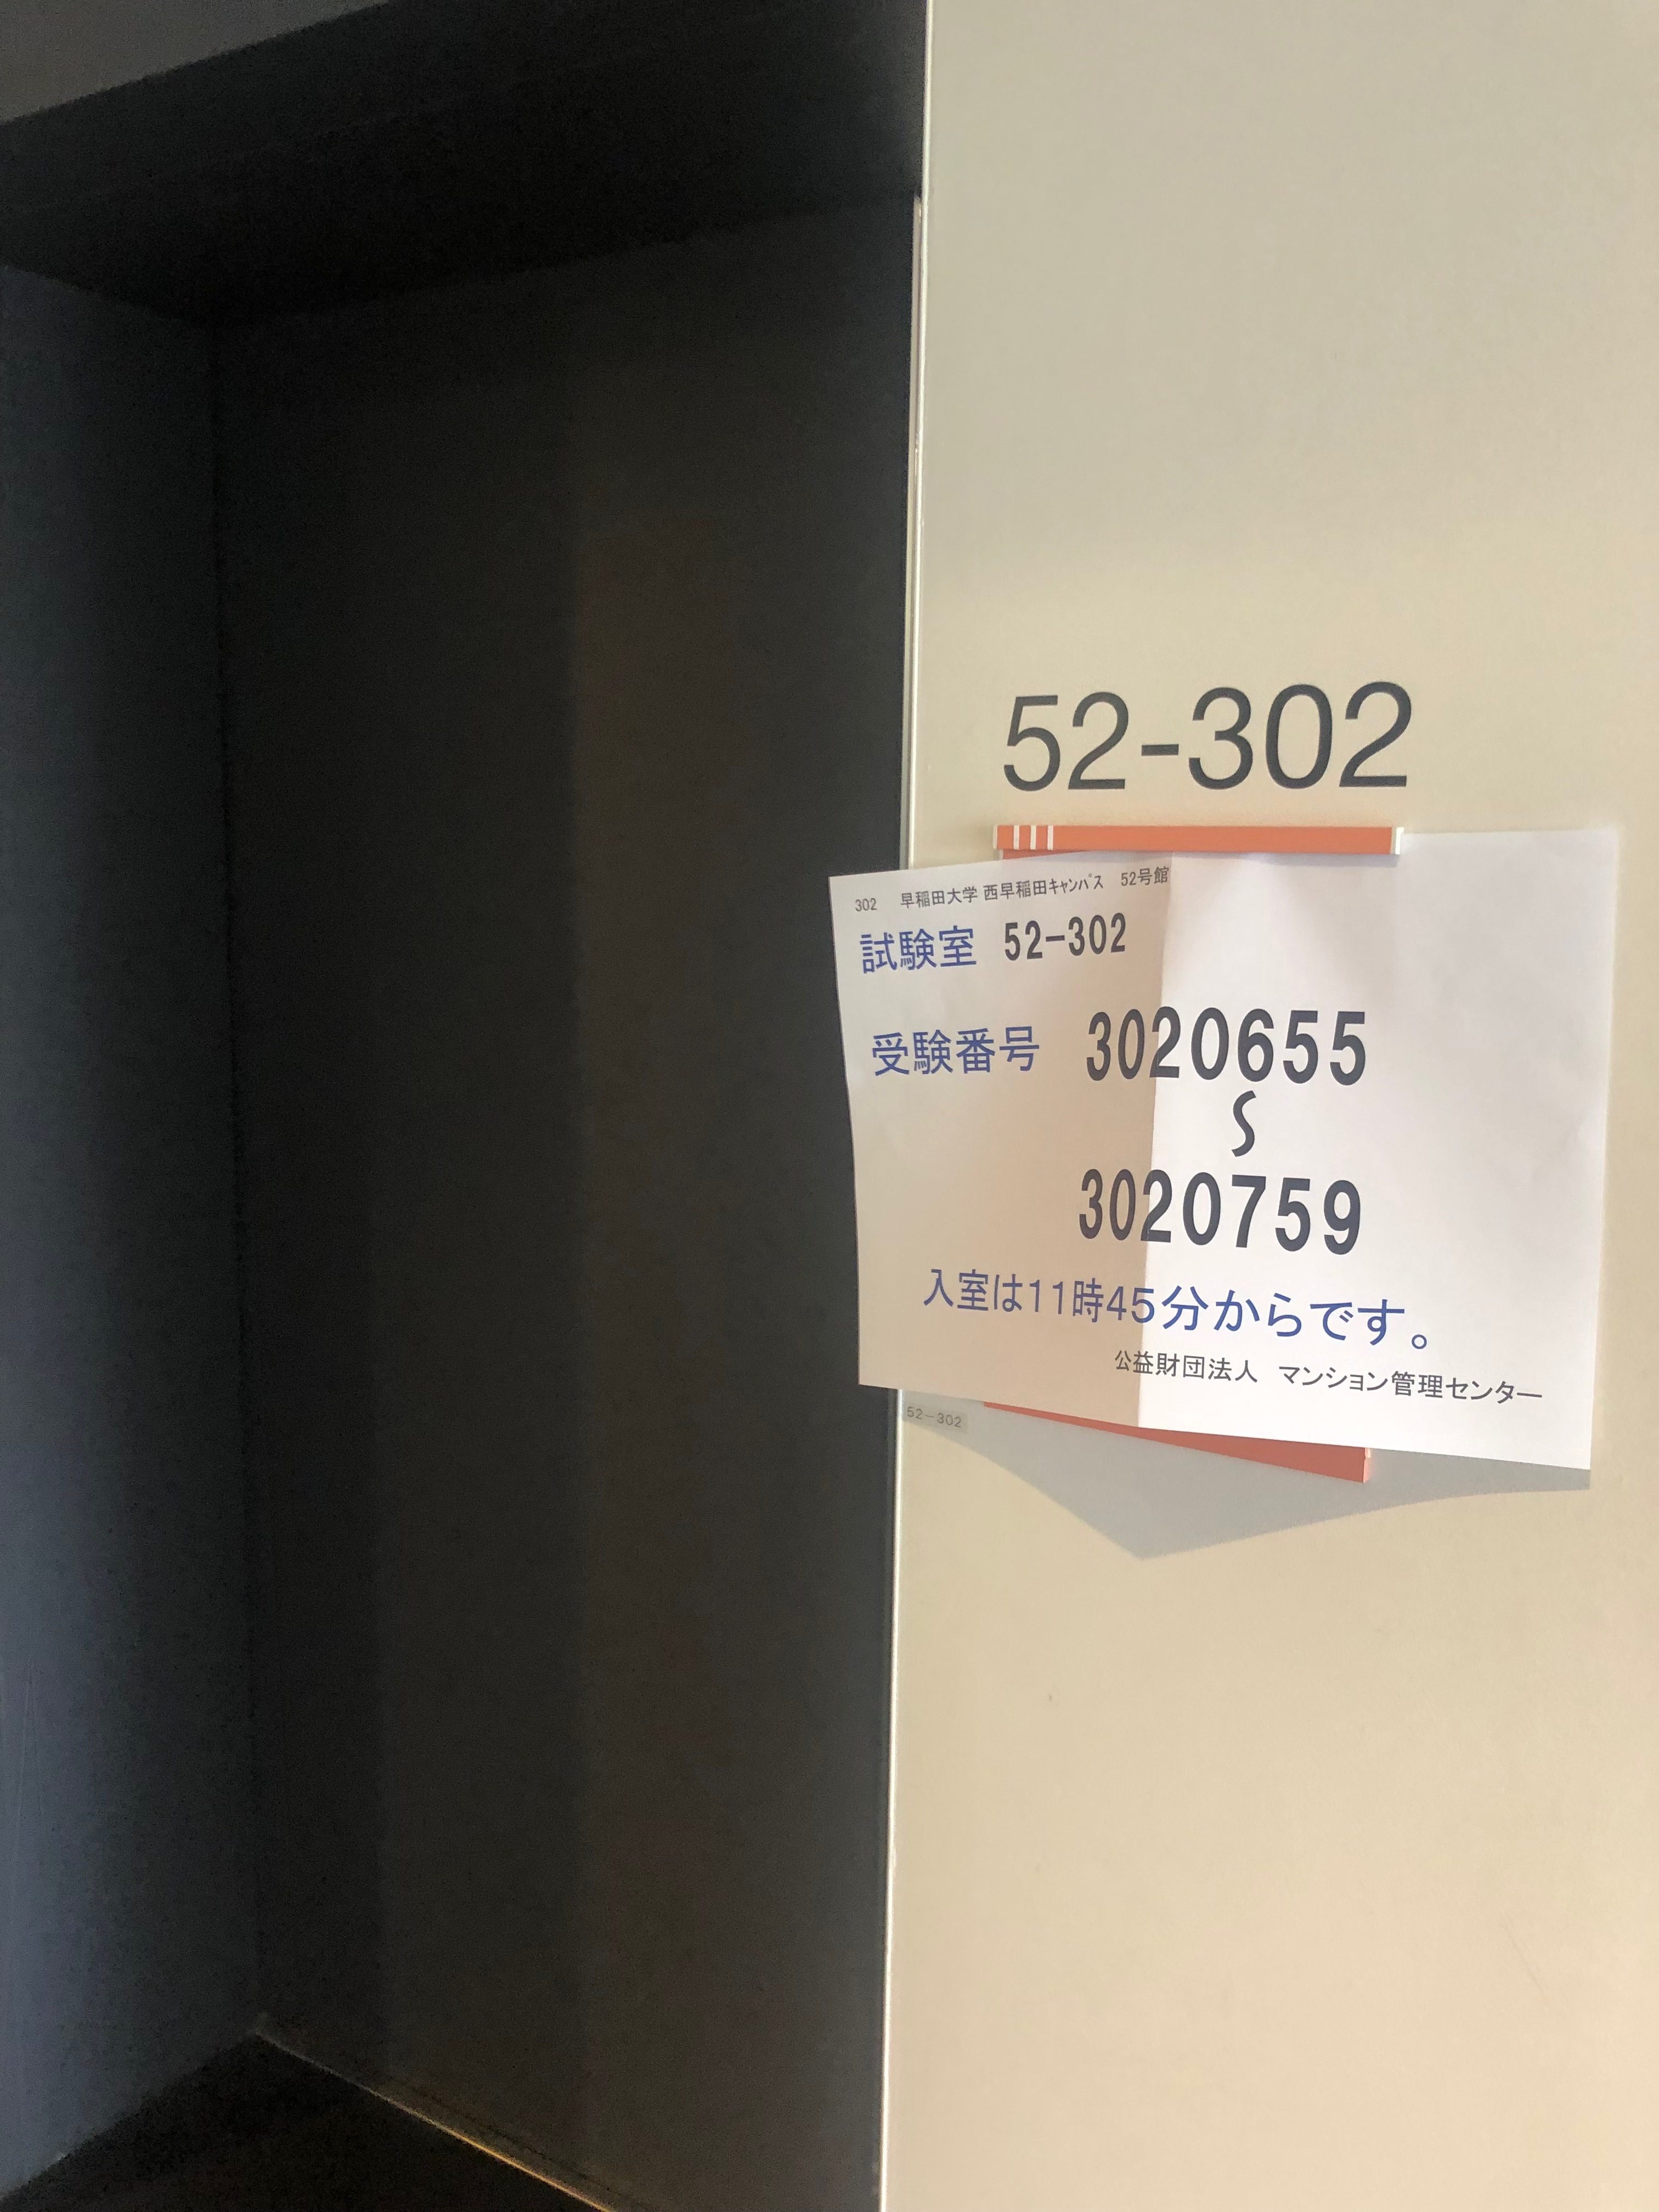 52-302
302 早稲田大学 西早稲田ｷｬﾝﾊﾟｽ 52号館
試験室 52-302
受験番号 3020655
〜
3020759
入室は11時45分からです。
公益財団法人 マンション管理センター
52-302